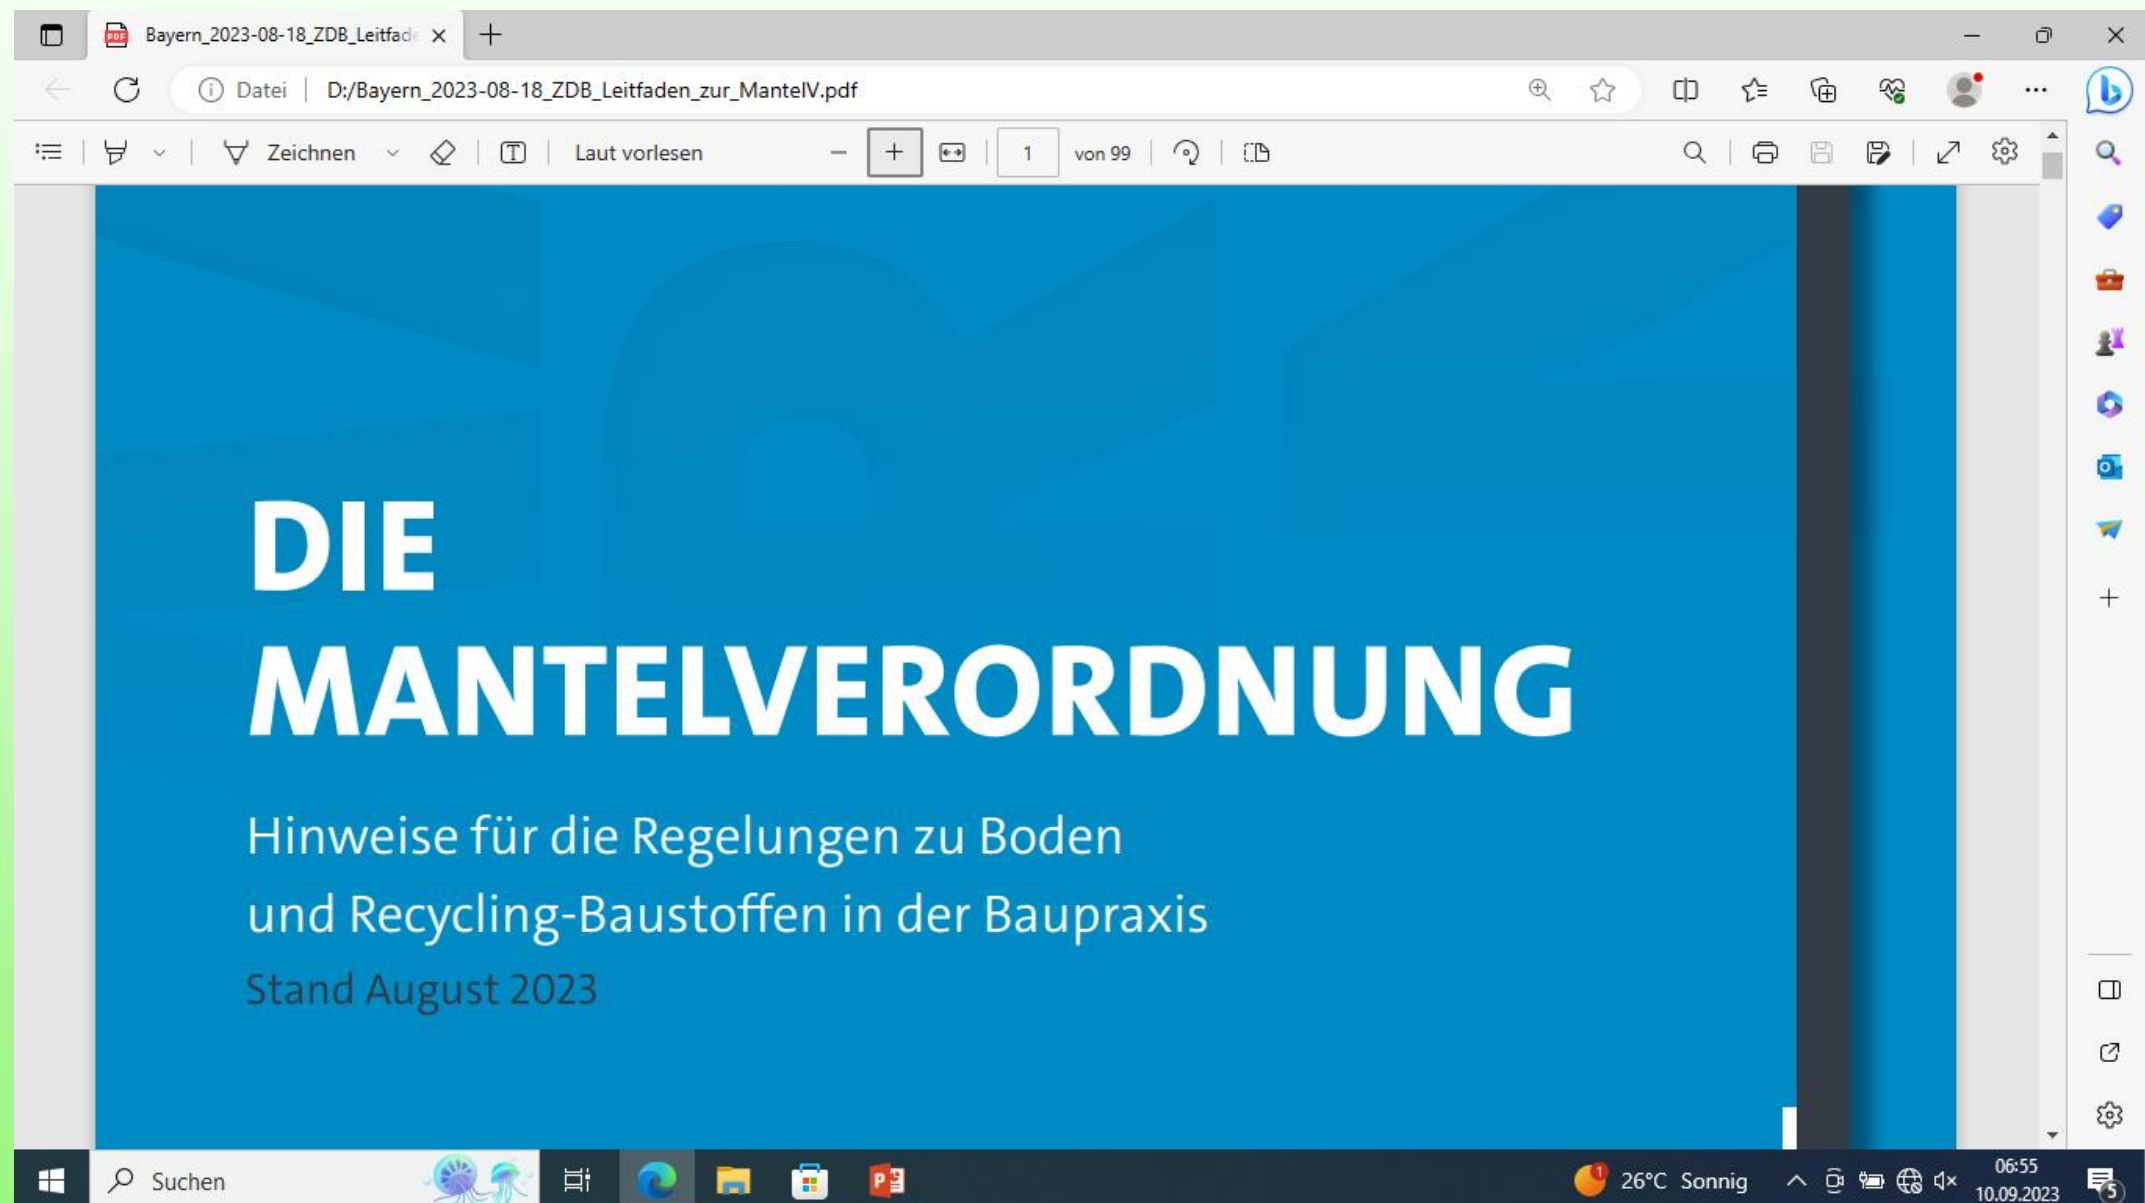 Bayern_2023-08-18_ZDB_Leitfad
Datei
D:/Bayern_2023-08-18_ZDB_Leitfaden_zur_MantelV.pdf
Zeichnen
Laut vorlesen
1
von 99
DIE
MANTELVERORDNUNG
Hinweise für die Regelungen zu Boden
und Recycling-Baustoffen in der Baupraxis
Stand August 2023
Suchen
1
26°C Sonnig
06:55
10.09.2023
5